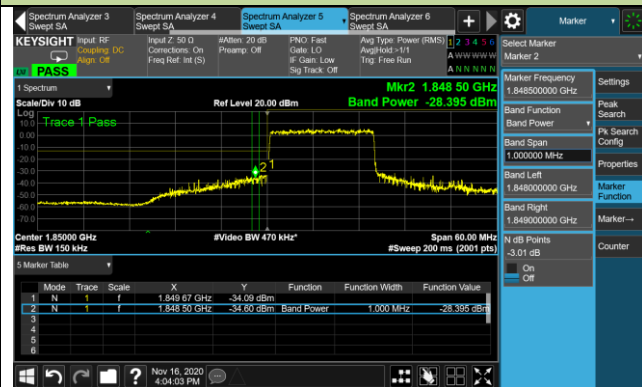 Spectrum Analyzer 3
Swept SA
Spectrum Analyzer 4
Swept SA
Spectrum Analyzer 5
Swept SA
Spectrum Analyzer 6
Swept SA
+
Marker
KEYSIGHT
Input: RF
Coupling: DC
Align: Off
Input Z: 50 Ω
Corrections: On
Freq Ref: Int (S)
#Atten: 20 dB
Preamp: Off
PNO: Fast
Gate: LO
IF Gain: Low
Sig Track: Off
Avg Type: Power (RMS)
Avg|Hold:>1/1
Trig: Free Run
1 2 3 4 5 6
A W W W W W
A N N N N N
PASS
Select Marker
Marker 2
1 Spectrum
Scale/Div 10 dB
Ref Level 20.00 dBm
Mkr2 1.848 50 GHz
Band Power -28.395 dBm
Log
Trace 1 Pass
10.0
0.00
-10.0
-20.0
-30.0
-40.0
-50.0
-60.0
-70.0
2
1
Center 1.85000 GHz
#Res BW 150 kHz
#Video BW 470 kHz*
Span 60.00 MHz
#Sweep 200 ms (2001 pts)
5 Marker Table
Mode Trace Scale X Y Function Function Width Function Value
1 N 1 f 1.849 67 GHz -34.09 dBm
2 N 1 f 1.848 50 GHz -34.60 dBm Band Power 1.000 MHz -28.395 dBm
3
4
5
6
Marker Frequency
1.848500000 GHz
Band Function
Band Power
Band Span
1.00000 MHz
Band Left
1.848000000 GHz
Band Right
1.849000000 GHz
N dB Points
-3.01 dB
On
Off
Settings
Peak
Search
Pk Search
Config
Properties
Marker
Function
Marker→
Counter
?
Nov 16, 2020
4:04:03 PM